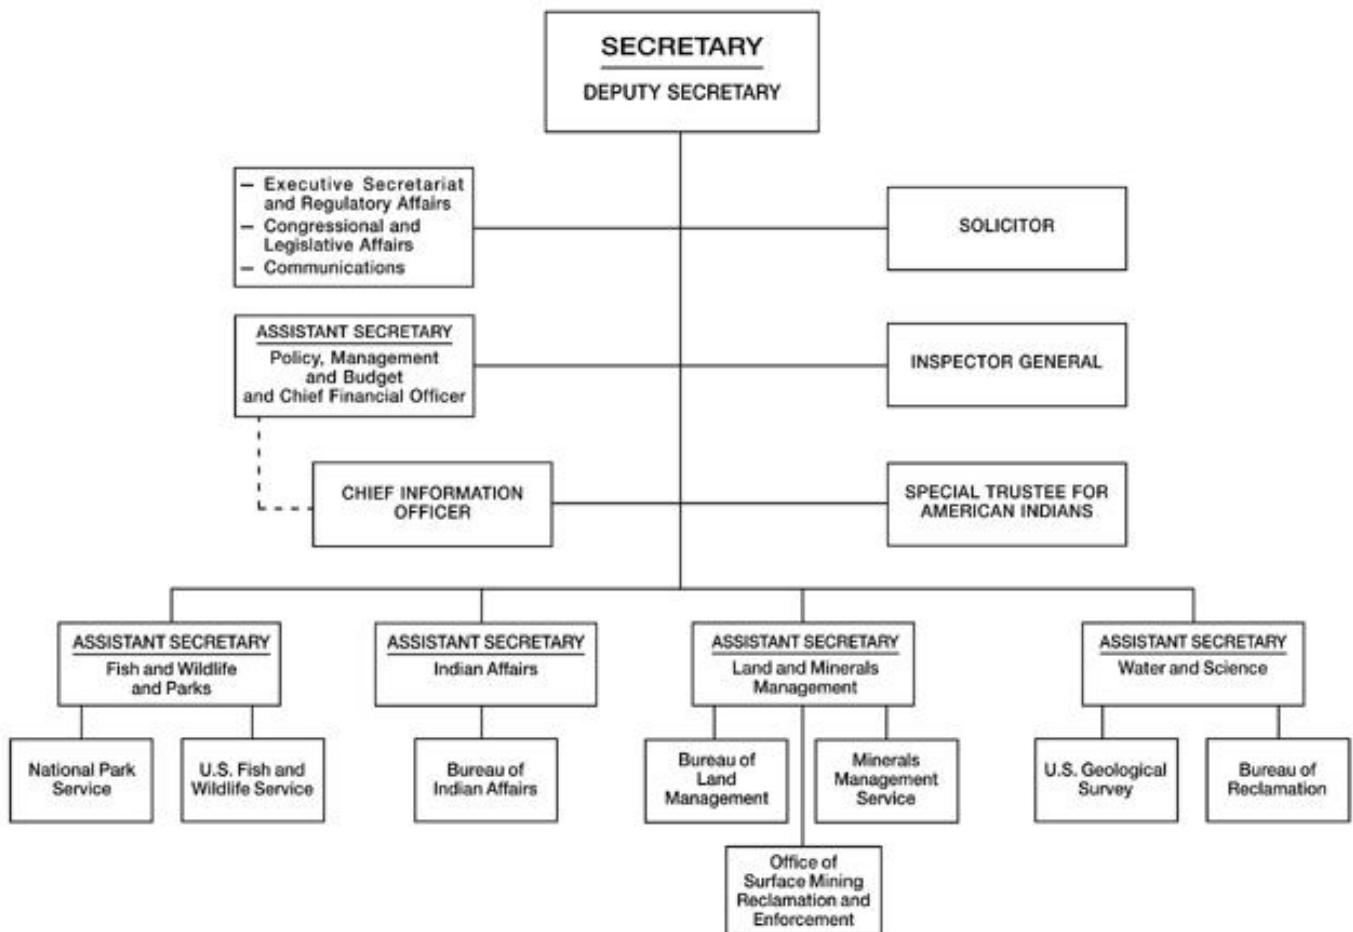 SECRETARY
DEPUTY SECRETARY
— Executive Secretariat
and Regulatory Affairs
— Congressional and
Legislative Affairs
— Communications
SOLICITOR
ASSISTANT SECRETARY
Policy, Management
and Budget
and Chief Financial Officer
INSPECTOR GENERAL
CHIEF INFORMATION
OFFICER
SPECIAL TRUSTEE FOR
AMERICAN INDIANS
ASSISTANT SECRETARY
Fish and Wildlife
and Parks
ASSISTANT SECRETARY
Indian Affairs
ASSISTANT SECRETARY
Land and Minerals
Management
ASSISTANT SECRETARY
Water and Science
National Park
Service
U.S. Fish and
Wildlife Service
Bureau of
Indian Affairs
Bureau of
Land
Management
Minerals
Management
Service
U.S. Geological
Survey
Bureau of
Reclamation
Office of
Surface Mining
Reclamation and
Enforcement